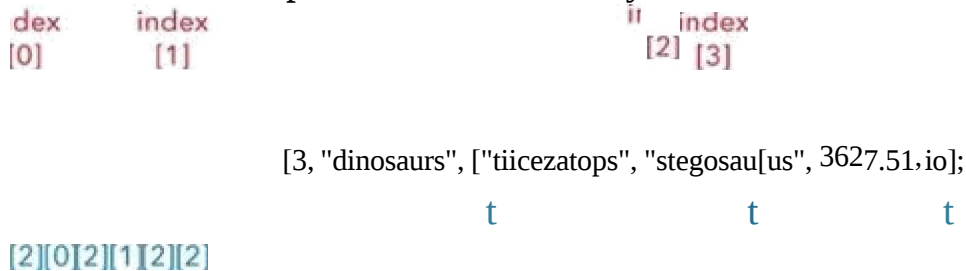 dex index index
[0] [1] [2] [3]
[3, "dinosaurs", ["tiicezatops", "stegosau[us", 3627.51,io];
t t t
[2][0[2][1[2][2]